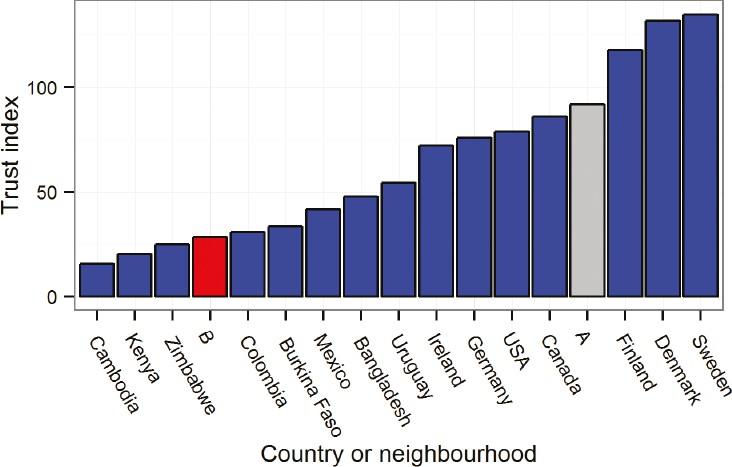 Trust index
100
50
0
Cambodia
Kenya
Zimbabwe
B
Colombia
Burkina Faso
Mexico
Bangladesh
Uruguay
Ireland
Germany
USA
Canada
A
Finland
Denmark
Sweden
Country or neighbourhood